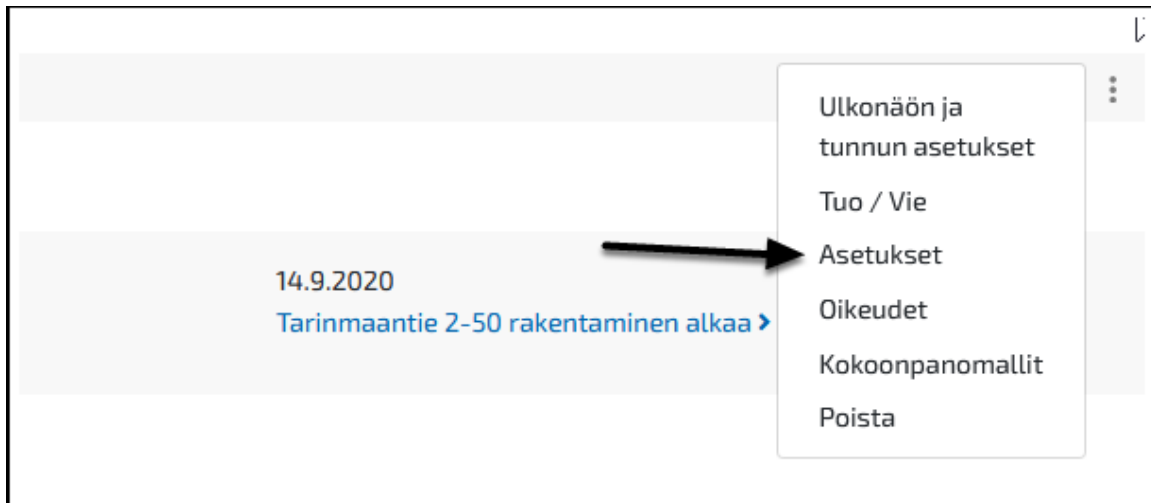 Ulkonäön ja
tunnun asetukset
Tuo / Vie
Asetukset
Oikeudet
Kokoonpanomallit
Poista
14.9.2020
Tarinmaantie 2-50 rakentaminen alkaa >